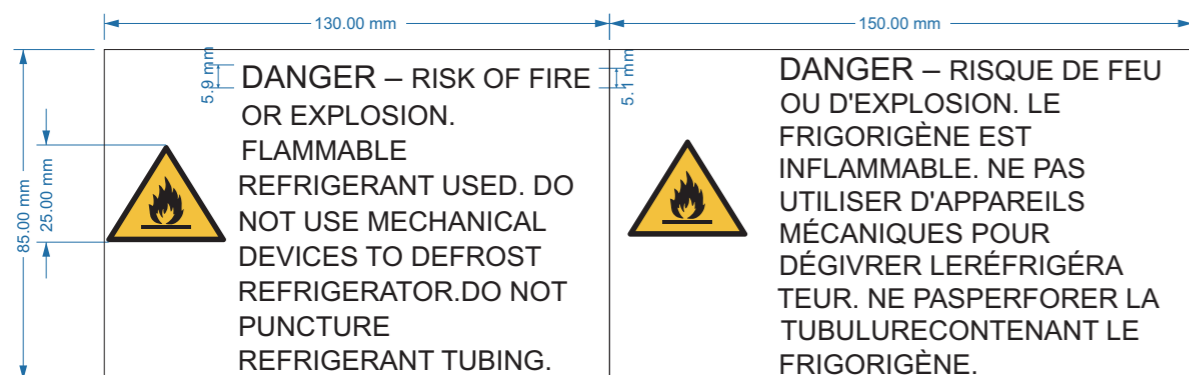 130.00 mm
150.00 mm
85.00 mm
25.00 mm
5.9 mm
DANGER – RISK OF FIRE
OR EXPLOSION.
FLAMMABLE
REFRIGERANT USED. DO
NOT USE MECHANICAL
DEVICES TO DEFROST
REFRIGERATOR.DO NOT
PUNCTURE
REFRIGERANT TUBING.
5.1 mm
DANGER – RISQUE DE FEU
OU D'EXPLOSION. LE
FRIGORIGÈNE EST
INFLAMMABLE. NE PAS
UTILISER D'APPAREILS
MÉCANIQUES POUR
DÉGIVRER LERÉFRIGÉRA
TEUR. NE PASPERFORER LA
TUBULURECONTENANT LE
FRIGORIGÈNE.